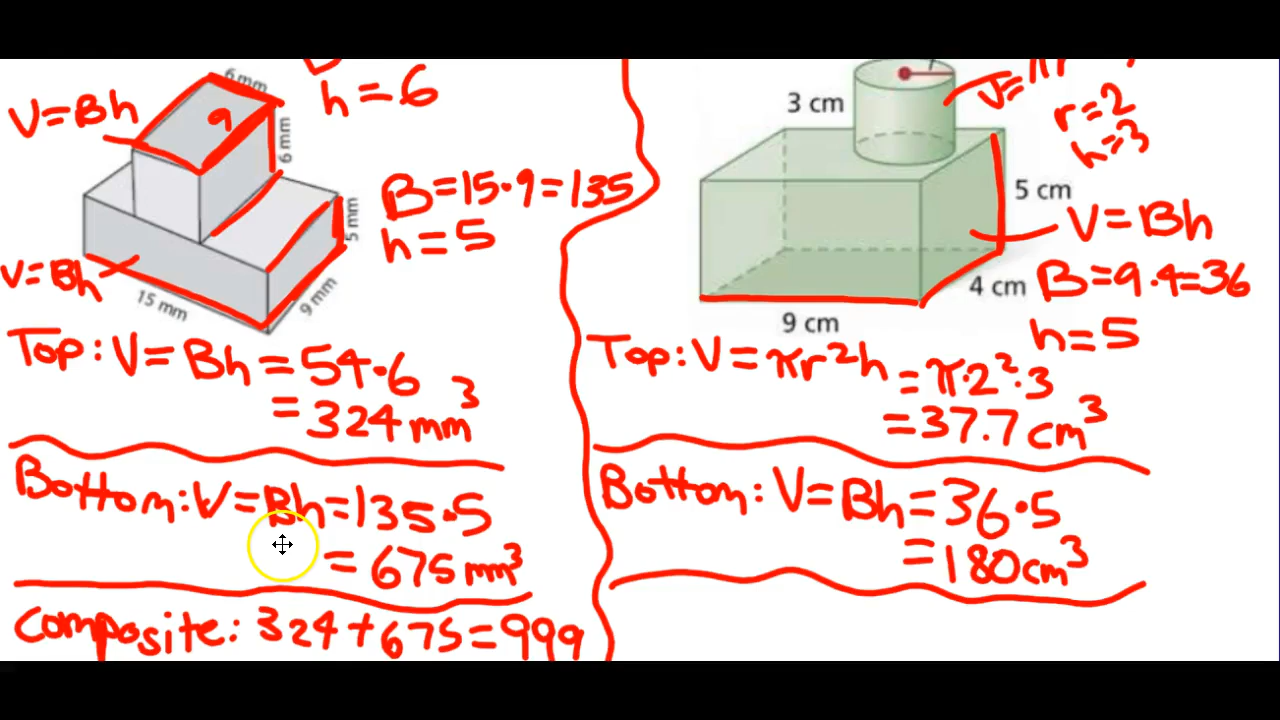 6 mm
h = 6
V = Bh
9
6 mm
B = 15·9 = 135
h = 5
5 mm
V = Bh
15 mm
9 mm
Top: V = Bh = 54·6
= 324 mm³
Bottom: V = Bh = 135·5
= 675 mm³
Composite: 324 + 675 = 999
3 cm
r = 2
h = 3
5 cm
V = Bh
4 cm
B = 9·4 = 36
9 cm
h = 5
Top: V = πr²h = π·2²·3
= 37.7 cm³
Bottom: V = Bh = 36·5
= 180 cm³